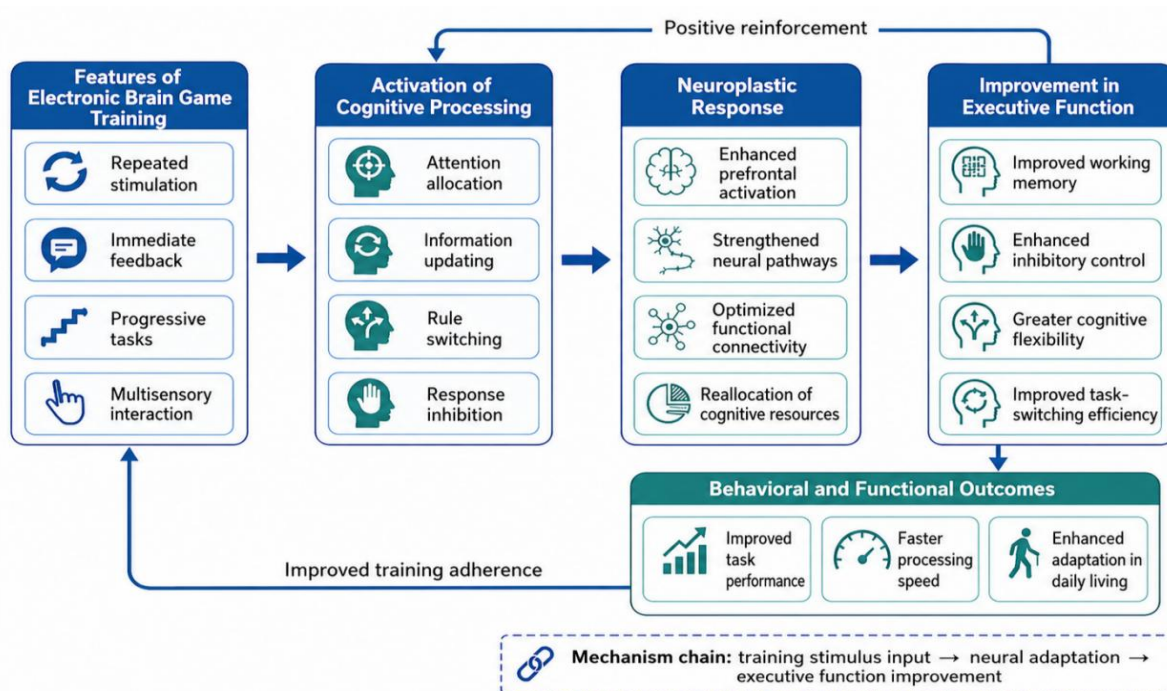 Positive reinforcement
Features of
Electronic Brain Game
Training
Repeated
stimulation
Immediate
feedback
Progressive
tasks
Multisensory
interaction
Activation of
Cognitive Processing
Attention
allocation
Information
updating
Rule
switching
Response
inhibition
Neuroplastic
Response
Enhanced
prefrontal
activation
Strengthened
neural pathways
Optimized
functional
connectivity
Reallocation of
cognitive resources
Improvement in
Executive Function
Improved working
memory
Enhanced
inhibitory control
Greater cognitive
flexibility
Improved task-
switching efficiency
Behavioral and Functional Outcomes
Improved
task
performance
Faster
processing
speed
Enhanced
adaptation in
daily living
Improved training adherence
Mechanism chain: training stimulus input → neural adaptation →
executive function improvement